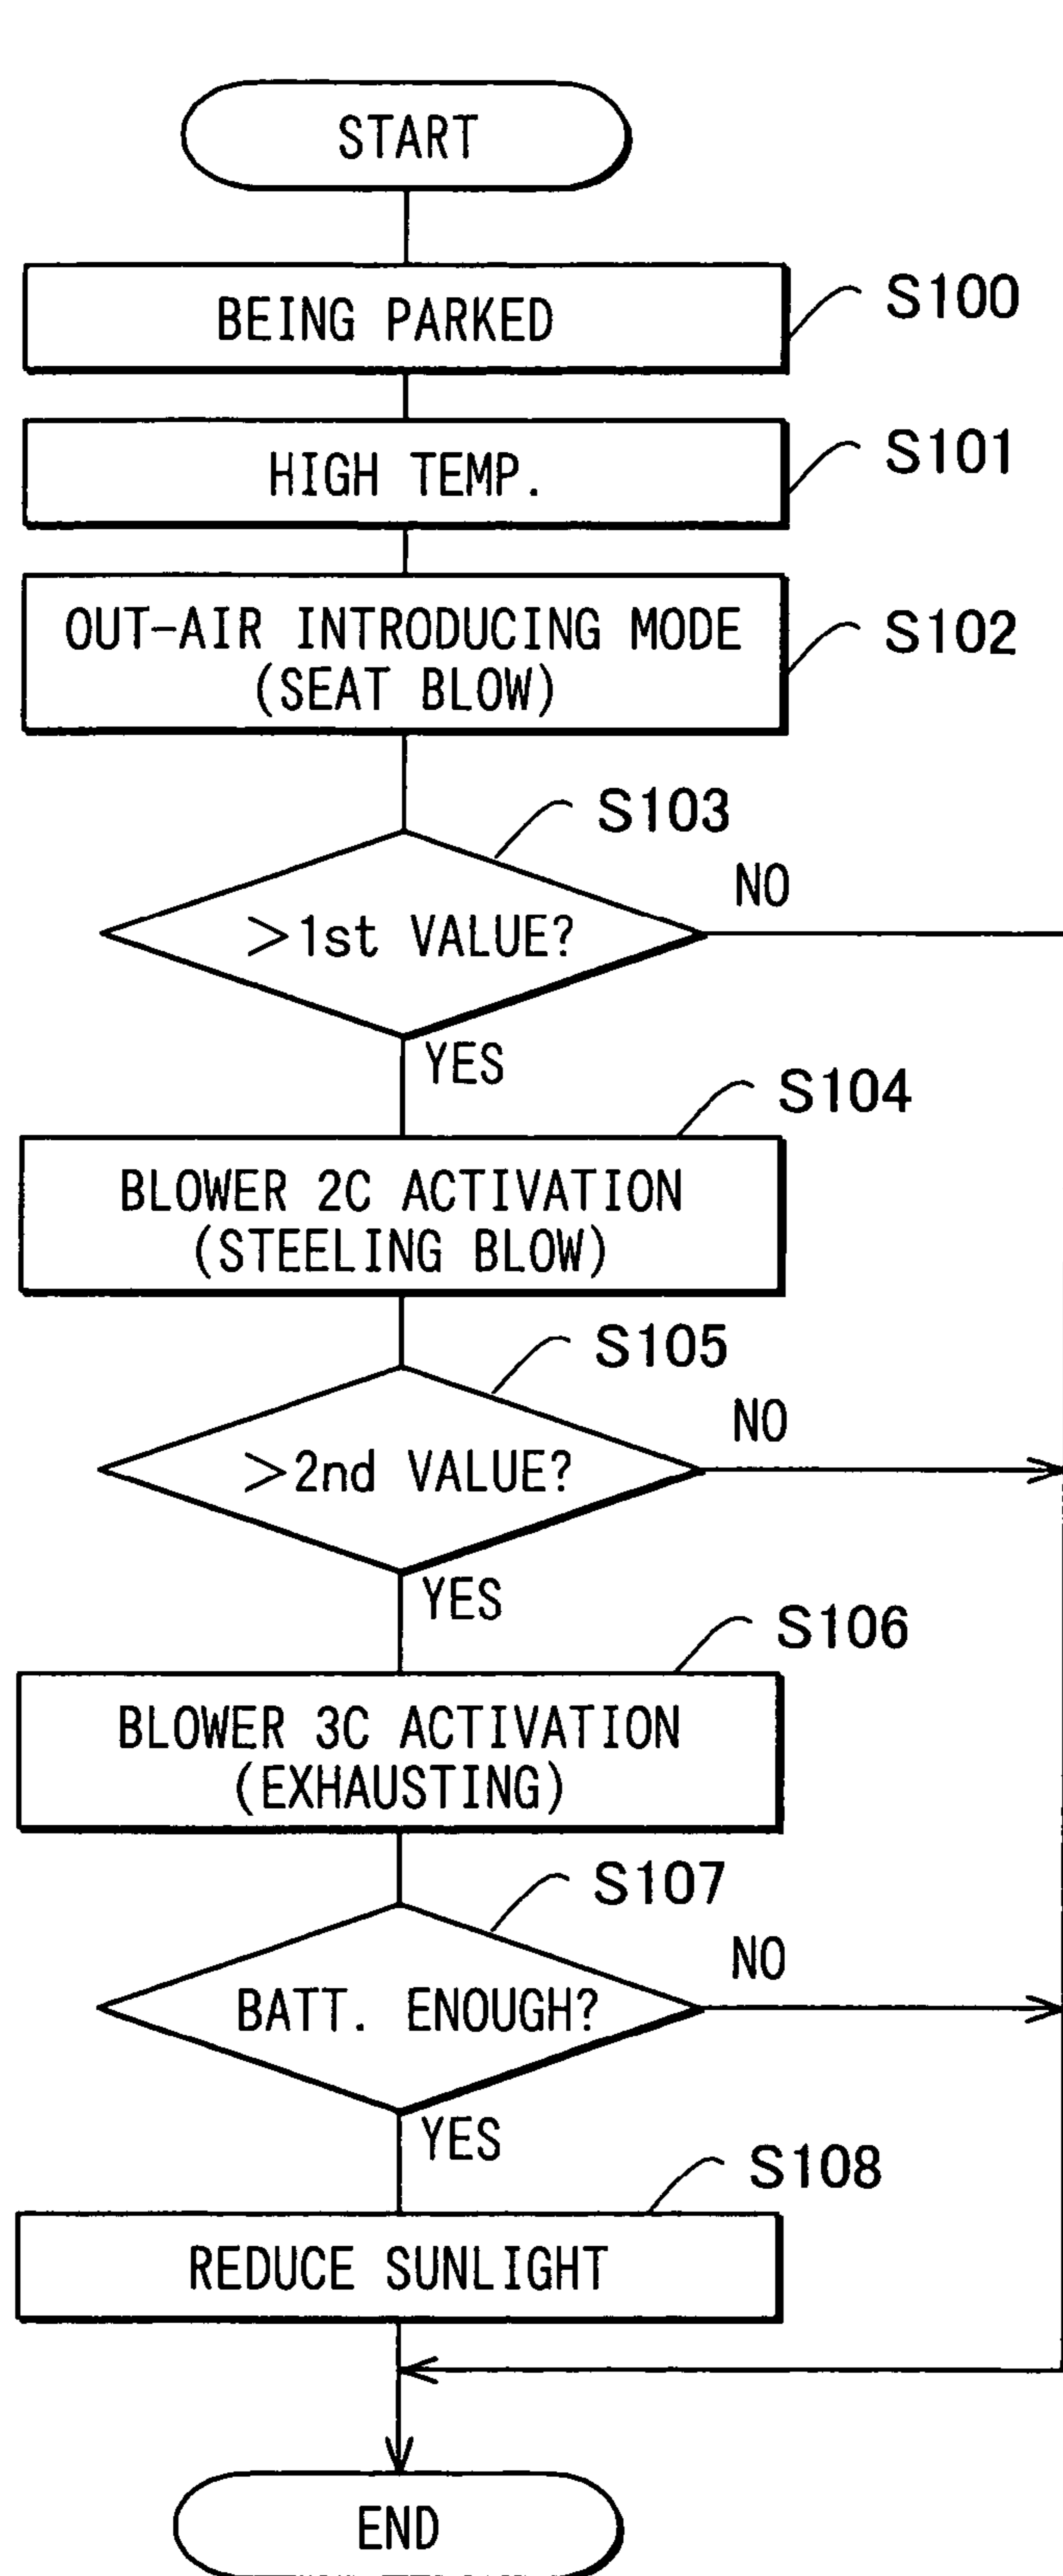 START
BEING PARKED
S100
HIGH TEMP.
S101
OUT-AIR INTRODUCING MODE
(SEAT BLOW)
S102
S103
>1st VALUE?
NO
YES
S104
BLOWER 2C ACTIVATION
(STEELING BLOW)
S105
>2nd VALUE?
NO
YES
S106
BLOWER 3C ACTIVATION
(EXHAUSTING)
S107
BATT. ENOUGH?
NO
YES
S108
REDUCE SUNLIGHT
END